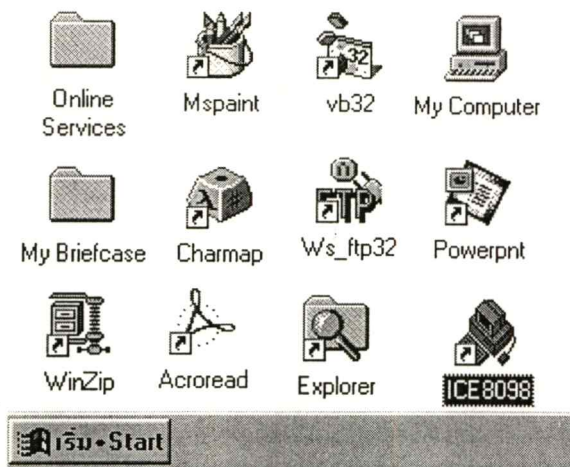 Online
Services
Mspaint
vb32
My Computer
My Briefcase
Charmap
Ws_ftp32
Powerpnt
WinZip
Acroread
Explorer
ICE8098
เริ่ม•Start